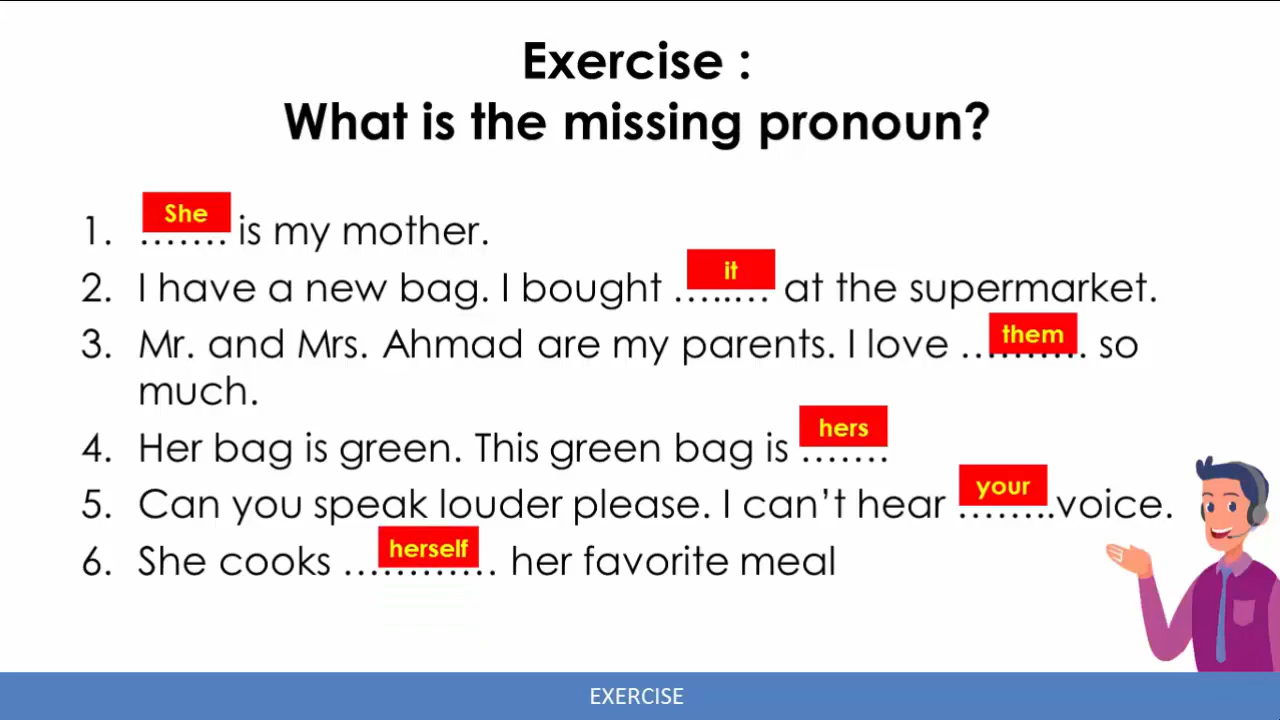 Exercise :
What is the missing pronoun?
1. She ……. is my mother.
2. I have a new bag. I bought it …..… at the supermarket.
3. Mr. and Mrs. Ahmad are my parents. I love them ………. so
much.
4. Her bag is green. This green bag is hers …….
5. Can you speak louder please. I can’t hear your ……..voice.
6. She cooks herself ………… her favorite meal
EXERCISE